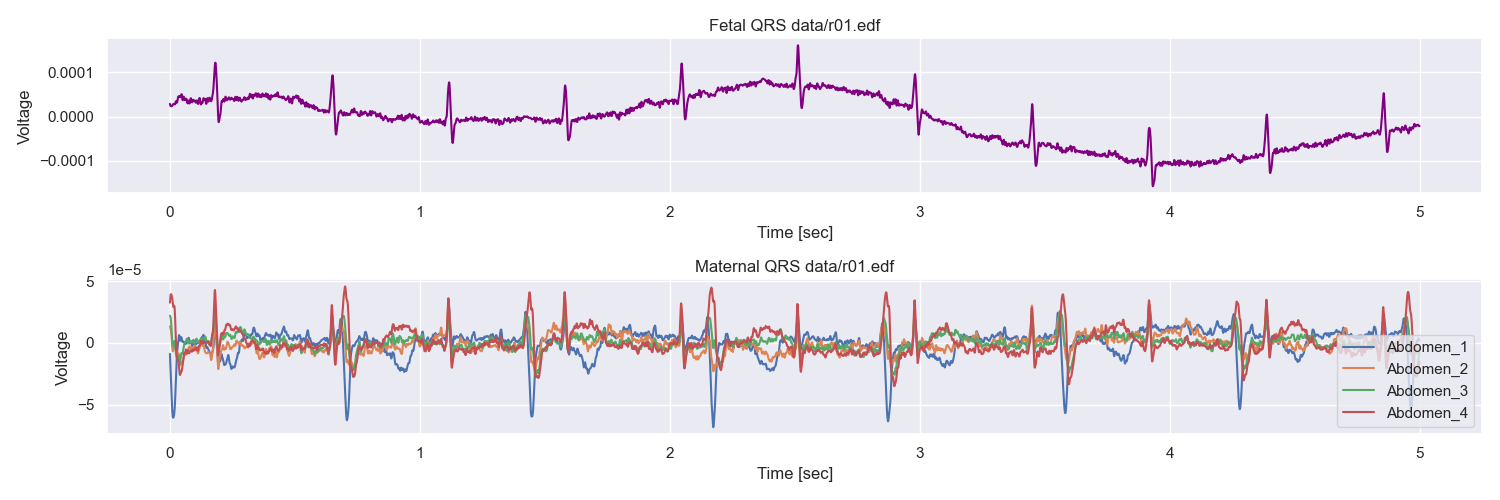 Fetal QRS data/r01.edf
Voltage
0.0001
0.0000
−0.0001
0 1 2 3 4 5
Time [sec]
Maternal QRS data/r01.edf
1e−5
Voltage
5
0
−5
Abdomen_1
Abdomen_2
Abdomen_3
Abdomen_4
0 1 2 3 4 5
Time [sec]